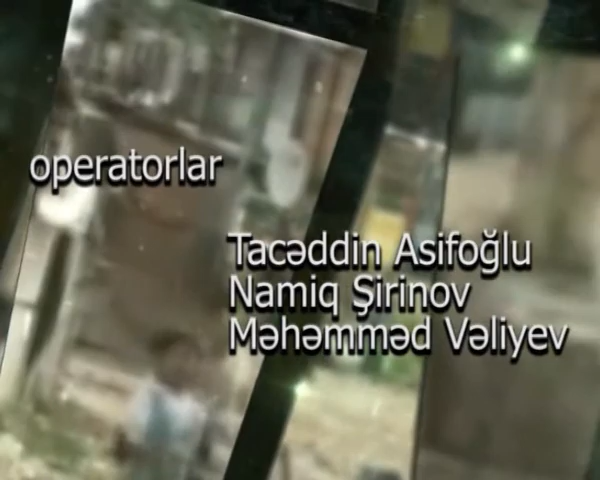 operatorlar
Tacəddin Asifoğlu
Namiq Şirinov
Məhəmməd Vəliyev